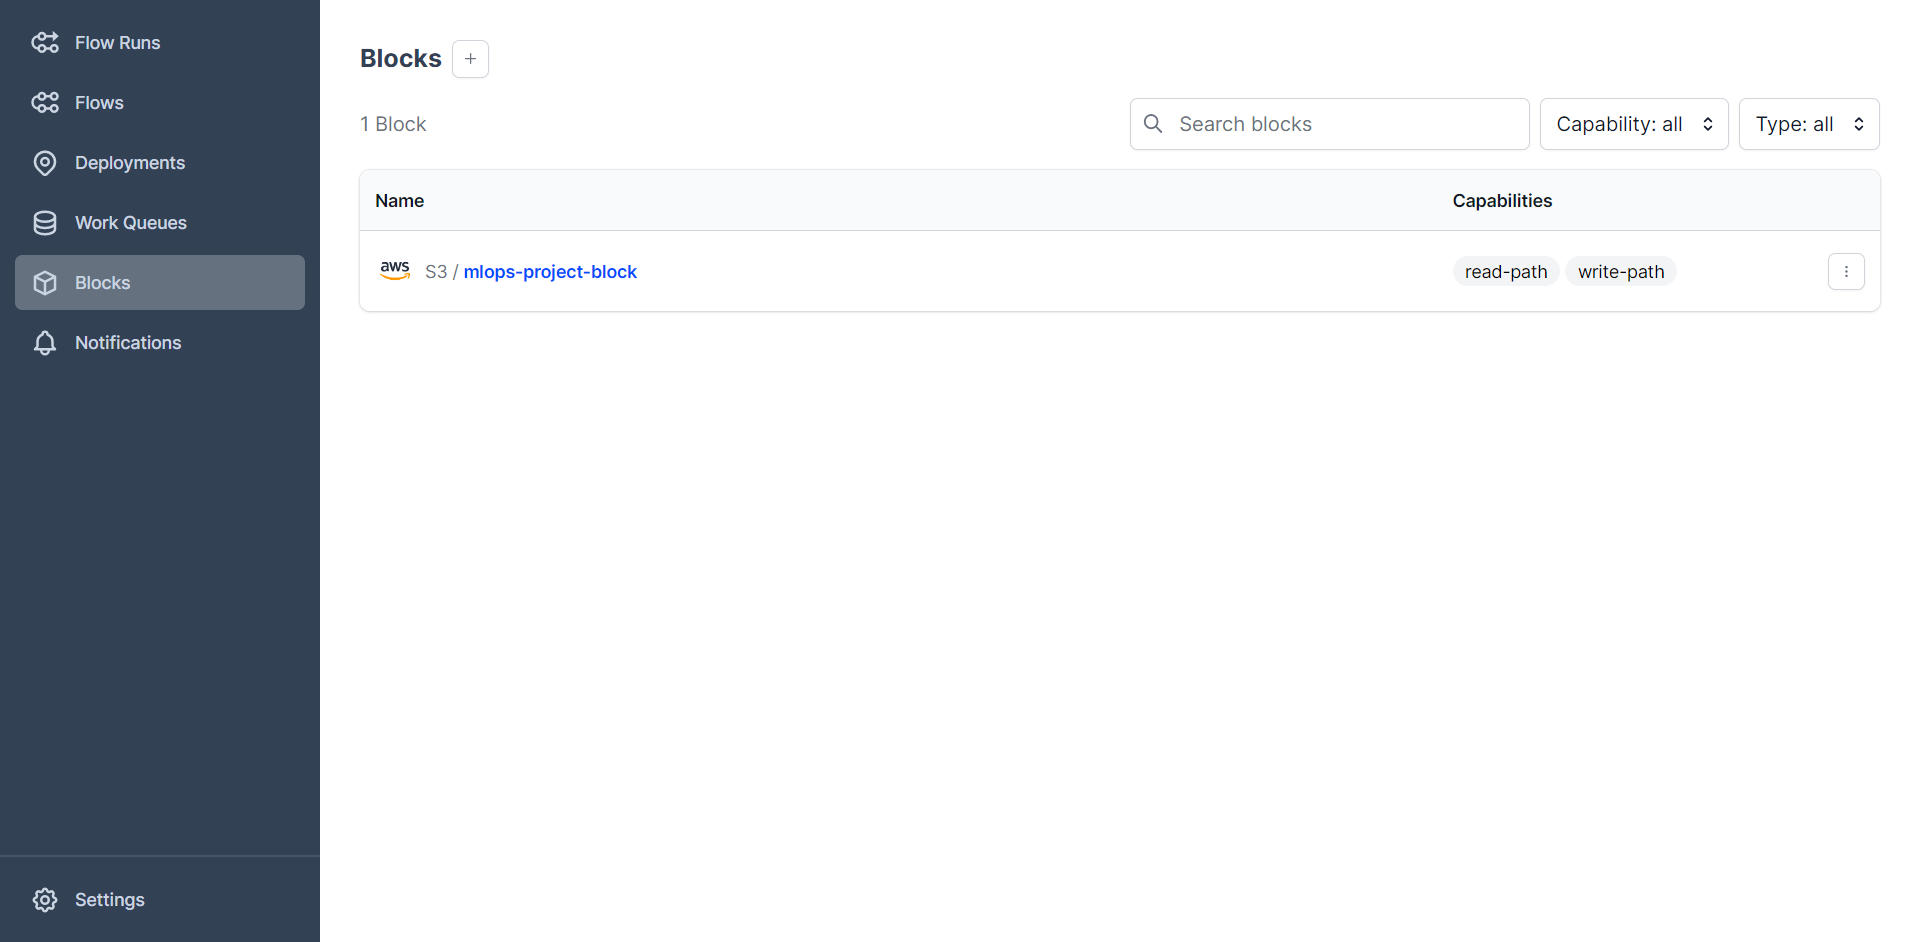 Flow Runs
Flows
Deployments
Work Queues
Blocks
Notifications
Settings
Blocks
1 Block
Search blocks
Capability: all
Type: all
Name
Capabilities
aws S3 / mlops-project-block
read-path write-path